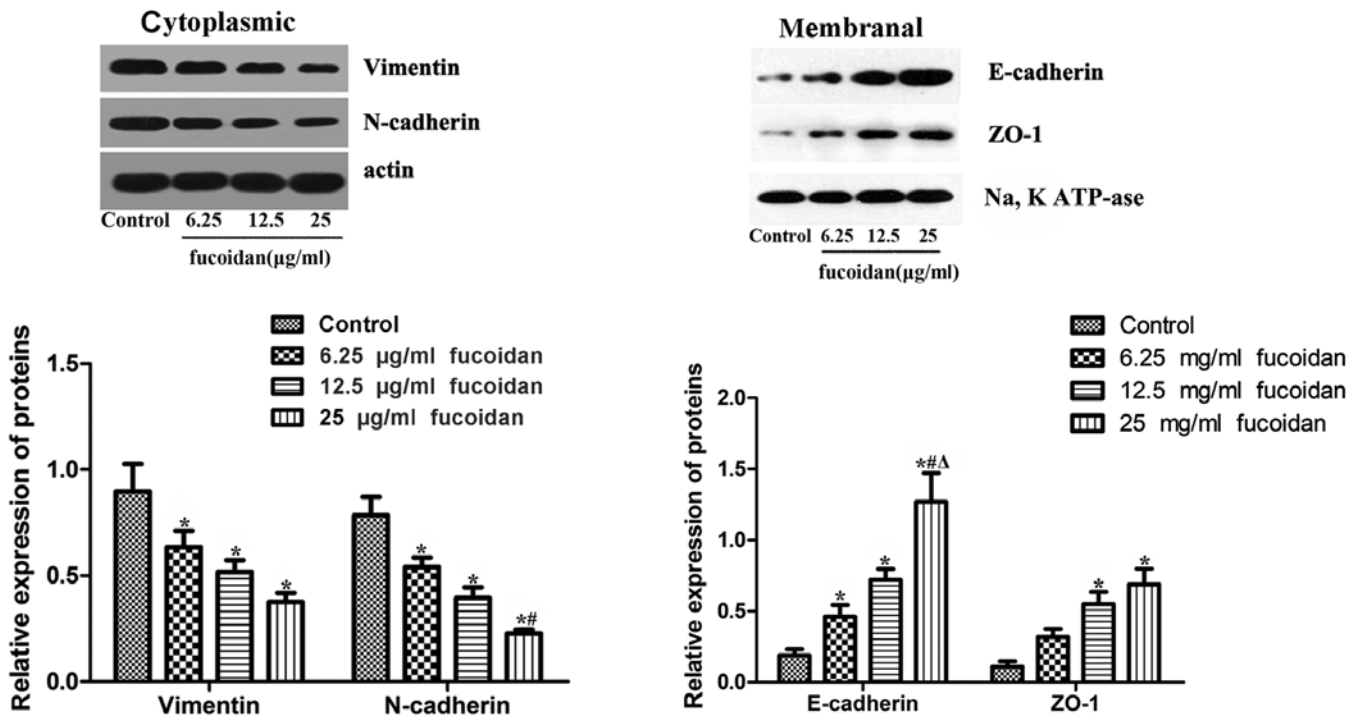 Cytoplasmic
Vimentin
N-cadherin
actin
Control 6.25 12.5 25
fucoidan(μg/ml)
Membranal
E-cadherin
ZO-1
Na, K ATP-ase
Control 6.25 12.5 25
fucoidan(μg/ml)
Relative expression of proteins
Control
6.25 μg/ml fucoidan
12.5 μg/ml fucoidan
25 μg/ml fucoidan
1.5
1.0
0.5
0.0
*
*
*
*
*
*#
Vimentin N-cadherin
Relative expression of proteins
Control
6.25 mg/ml fucoidan
12.5 mg/ml fucoidan
25 mg/ml fucoidan
2.0
1.5
1.0
0.5
0.0
*
*
*#Δ
*
*
E-cadherin ZO-1